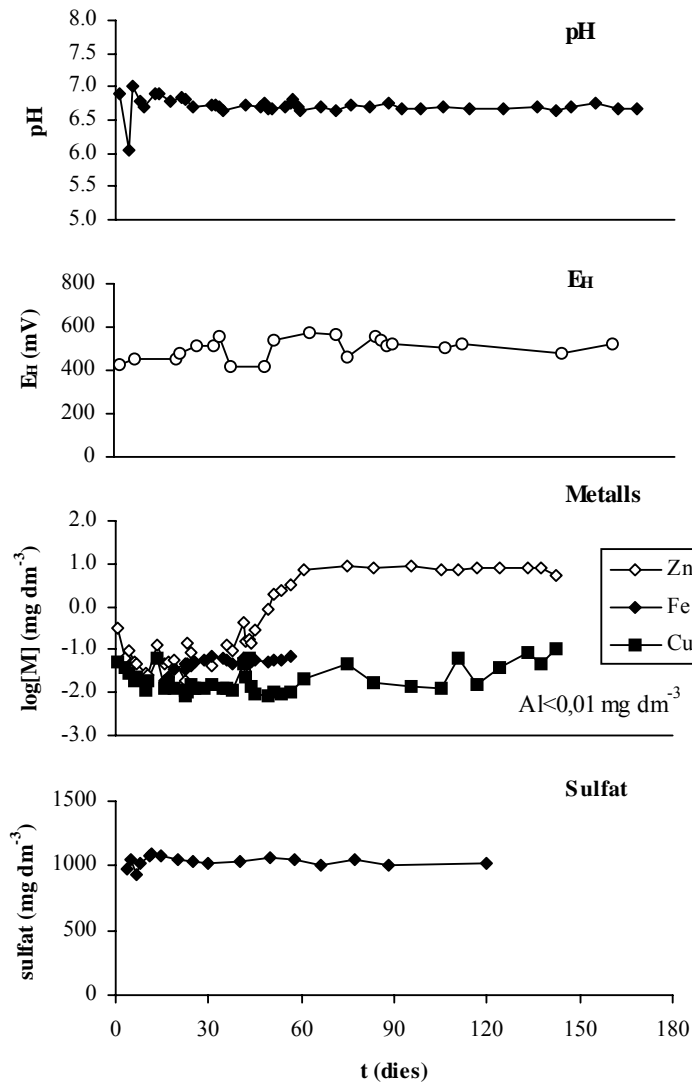 pH
8.0
7.5
7.0
6.5
6.0
5.5
5.0
pH
E_H
800
600
400
200
0
E_H (mV)
Metalls
2.0
1.0
0.0
-1.0
-2.0
-3.0
log[M] (mg dm⁻³)
Zn
Fe
Cu
Al<0,01 mg dm⁻³
Sulfat
1500
1000
500
0
sulfat (mg dm⁻³)
0 30 60 90 120 150 180
t (dies)